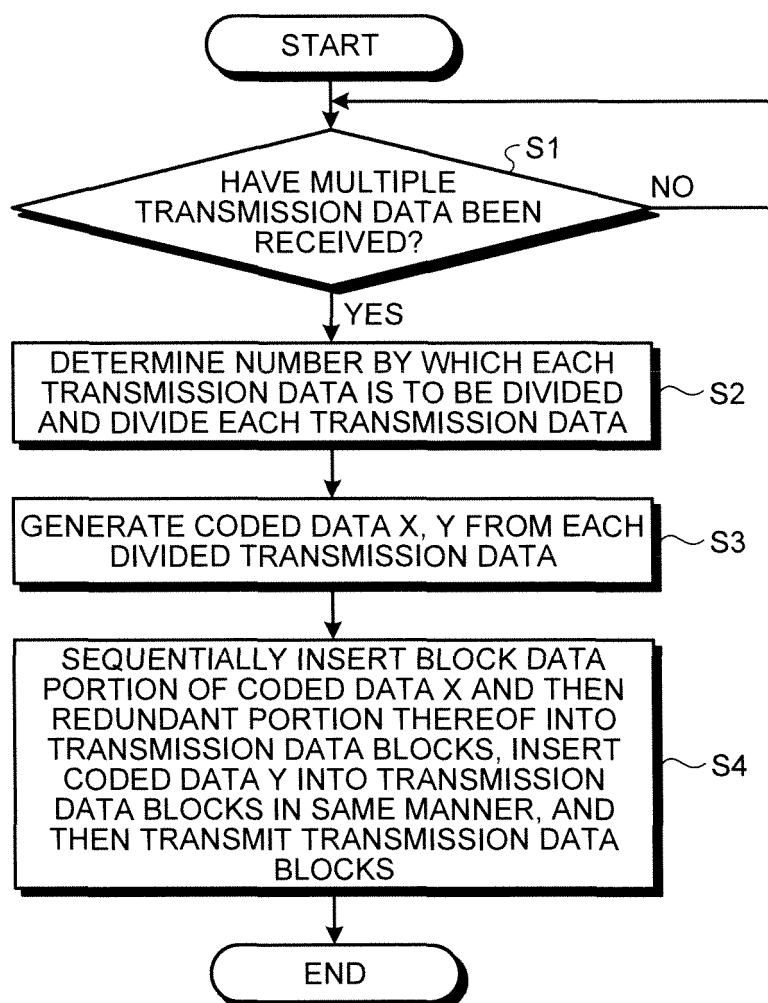 START
S1
HAVE MULTIPLE
TRANSMISSION DATA BEEN
RECEIVED?
NO
YES
DETERMINE NUMBER BY WHICH EACH
TRANSMISSION DATA IS TO BE DIVIDED
AND DIVIDE EACH TRANSMISSION DATA
S2
GENERATE CODED DATA X, Y FROM EACH
DIVIDED TRANSMISSION DATA
S3
SEQUENTIALLY INSERT BLOCK DATA
PORTION OF CODED DATA X AND THEN
REDUNDANT PORTION THEREOF INTO
TRANSMISSION DATA BLOCKS, INSERT
CODED DATA Y INTO TRANSMISSION
DATA BLOCKS IN SAME MANNER, AND
THEN TRANSMIT TRANSMISSION DATA
BLOCKS
S4
END